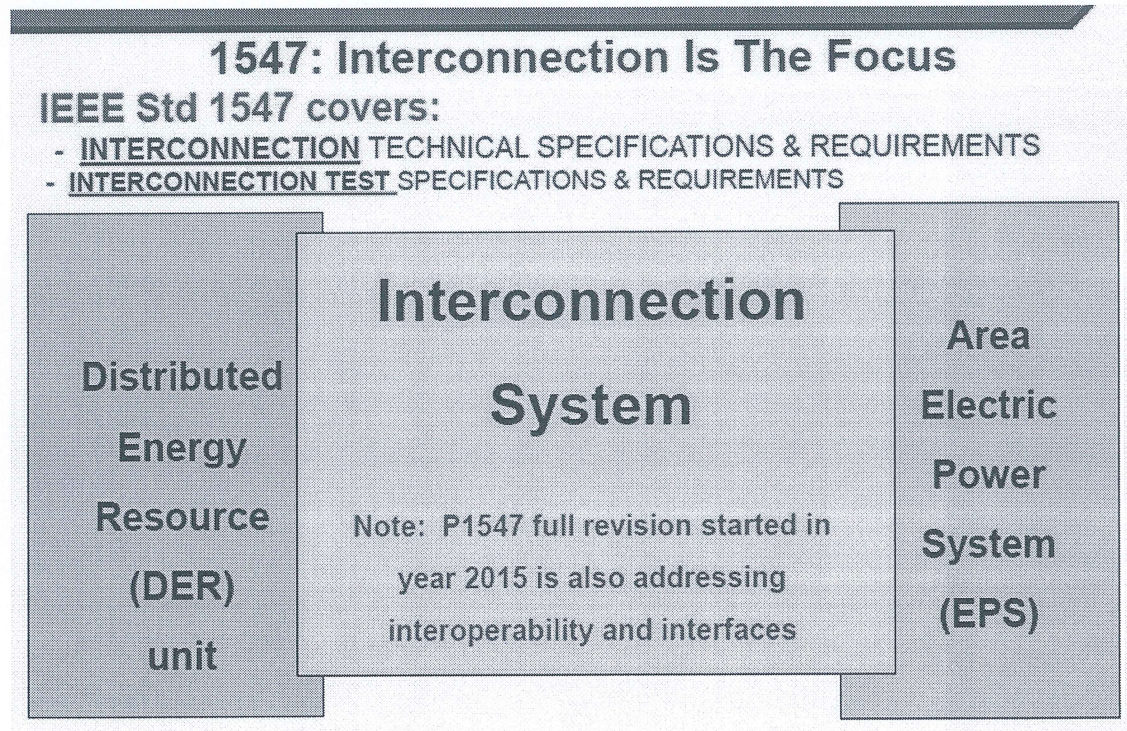 1547: Interconnection Is The Focus
IEEE Std 1547 covers:
- INTERCONNECTION TECHNICAL SPECIFICATIONS & REQUIREMENTS
- INTERCONNECTION TEST SPECIFICATIONS & REQUIREMENTS
Distributed
Energy
Resource
(DER)
unit
Interconnection
System
Note: P1547 full revision started in
year 2015 is also addressing
interoperability and interfaces
Area
Electric
Power
System
(EPS)